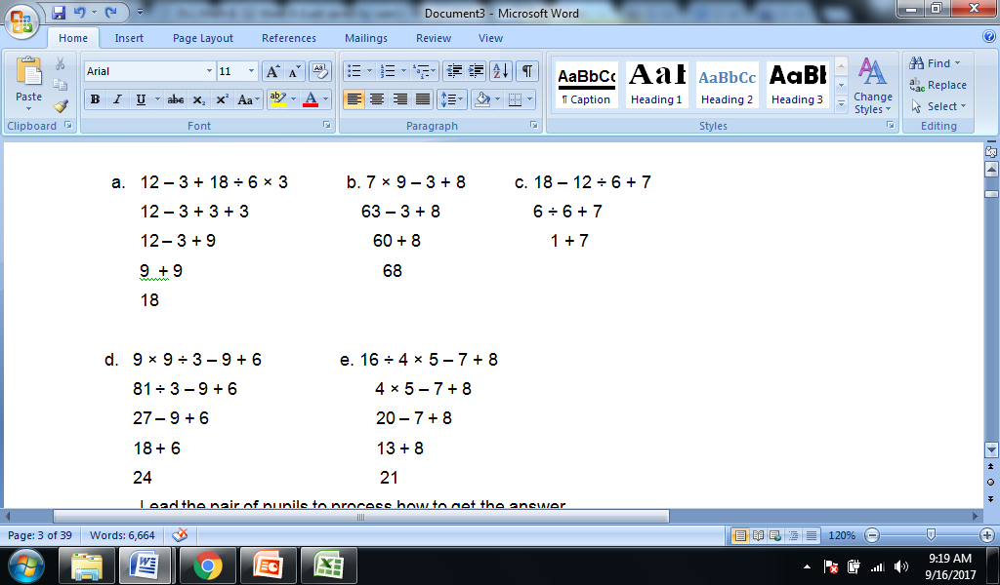 Document3 - Microsoft Word
Home Insert Page Layout References Mailings Review View
Paste
Clipboard
Arial 11
Font
Paragraph
AaBbCc AaB AaBbCc AaBb
¶ Caption Heading 1 Heading 2 Heading 3
Change Styles
Styles
Find
Replace
Select
Editing
a. 12 – 3 + 18 ÷ 6 × 3 b. 7 × 9 – 3 + 8 c. 18 – 12 ÷ 6 + 7
12 – 3 + 3 + 3 63 – 3 + 8 6 ÷ 6 + 7
12 – 3 + 9 60 + 8 1 + 7
9 + 9 68
18
d. 9 × 9 ÷ 3 – 9 + 6 e. 16 ÷ 4 × 5 – 7 + 8
81 ÷ 3 – 9 + 6 4 × 5 – 7 + 8
27 – 9 + 6 20 – 7 + 8
18 + 6 13 + 8
24 21
Lead the pair of pupils to process how to get the answer
Page: 3 of 39 Words: 6,664 120%
9:19 AM
9/16/2017